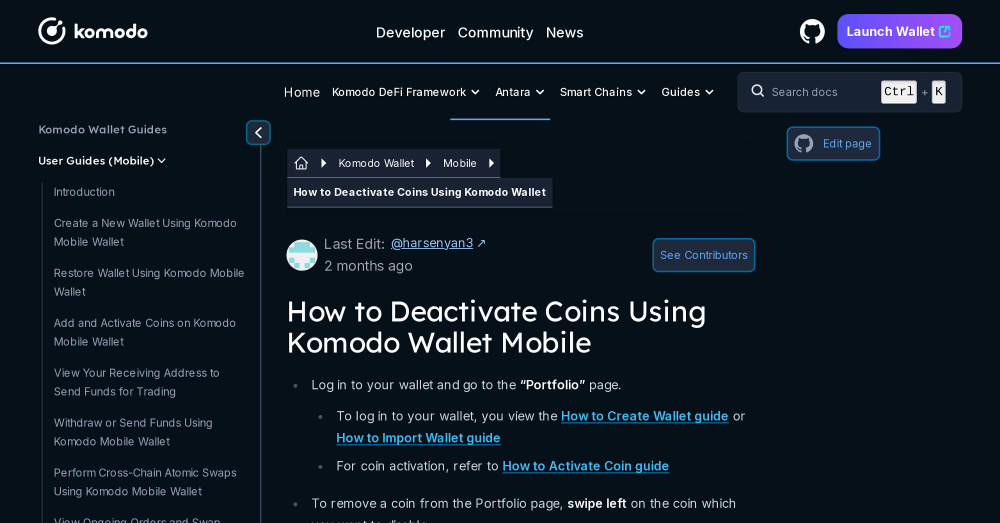 komodo
Developer Community News
Launch Wallet
Home Komodo DeFi Framework Antara Smart Chains Guides
Search docs Ctrl + K
Komodo Wallet Guides
User Guides (Mobile)
Introduction
Create a New Wallet Using Komodo
Mobile Wallet
Restore Wallet Using Komodo Mobile
Wallet
Add and Activate Coins on Komodo
Mobile Wallet
View Your Receiving Address to
Send Funds for Trading
Withdraw or Send Funds Using
Komodo Mobile Wallet
Perform Cross-Chain Atomic Swaps
Using Komodo Mobile Wallet
View Ongoing Orders and Swap
Komodo Wallet Mobile
How to Deactivate Coins Using Komodo Wallet
Edit page
Last Edit: @harsenyan3 ↗
2 months ago
See Contributors
How to Deactivate Coins Using
Komodo Wallet Mobile
Log in to your wallet and go to the “Portfolio” page.
To log in to your wallet, you view the How to Create Wallet guide or
How to Import Wallet guide
For coin activation, refer to How to Activate Coin guide
To remove a coin from the Portfolio page, swipe left on the coin which
you want to disable